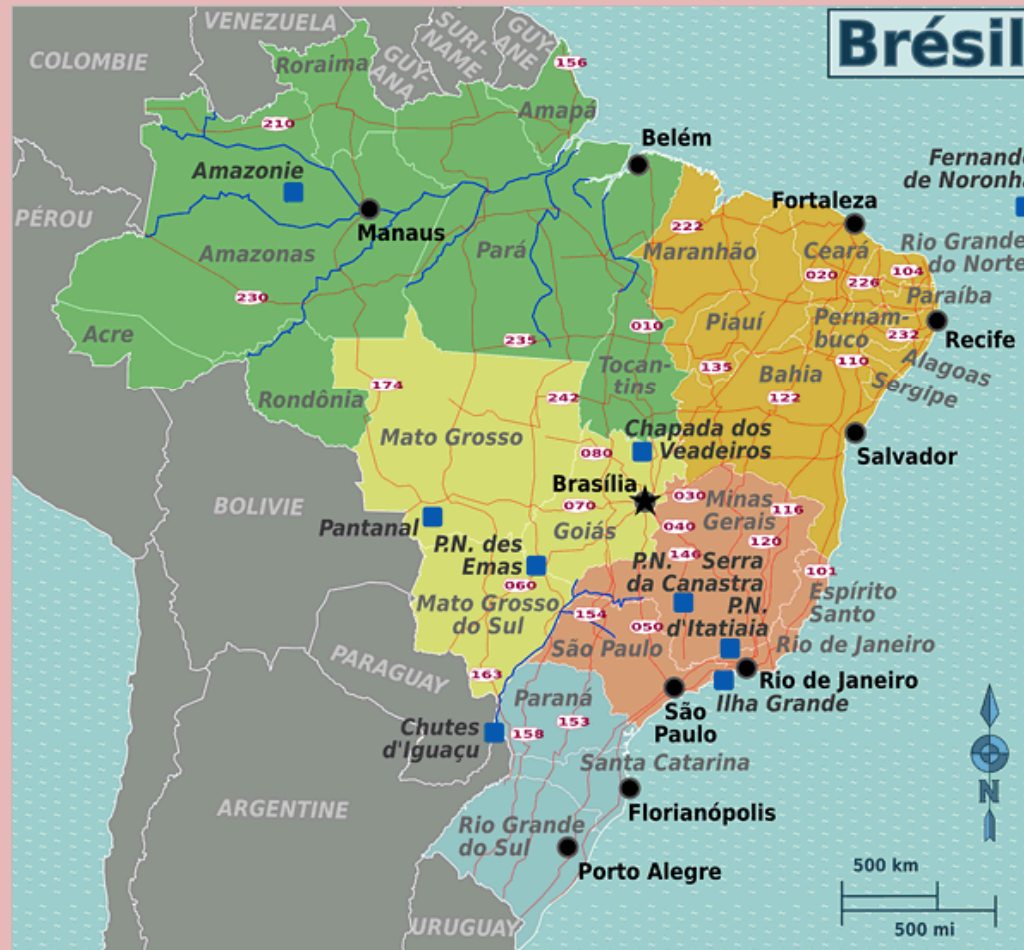 Brésil
VENEZUELA
COLOMBIE
SURI-
NAME
GUY-
ANE
GUY-
ANA
Roraima
156
Amapá
210
Belém
Amazonie
Fernand
de Noronha
PÉROU
Manaus
Fortaleza
222
Amazonas
Pará
Maranhão
Ceará
Rio Grande
do Norte
020
226
104
230
Paraíba
Acre
235
010
Piauí
Pernam-
buco
232
Recife
Tocan-
tins
135
110
Alagoas
Bahia
Sergipe
174
242
122
Rondônia
Mato Grosso
Chapada dos
Veadeiros
080
Salvador
Brasília
030
Minas
Gerais
BOLIVIE
070
116
Pantanal
Goiás
040
120
P.N. des
Emas
146
P.N. Serra
da Canastra
101
060
Espírito
Santo
Mato Grosso
do Sul
154
050
P.N.
d'Itatiaia
São Paulo
Rio de Janeiro
PARAGUAY
163
Rio de Janeiro
Paraná
Ilha Grande
São
Paulo
Chutes
d'Iguaçu
158
153
Santa Catarina
ARGENTINE
Florianópolis
N
Rio Grande
do Sul
Porto Alegre
500 km
URUGUAY
500 mi